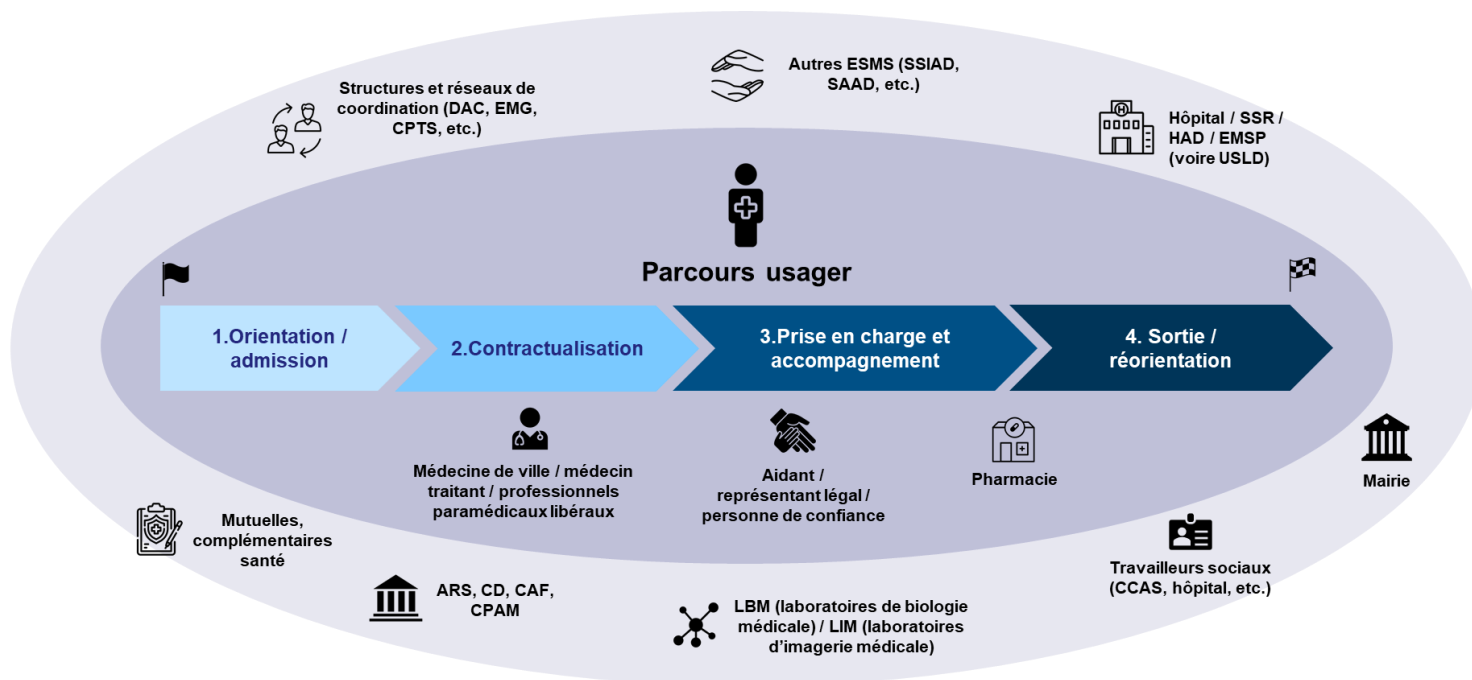 Structures et réseaux de
coordination (DAC, EMG,
CPTS, etc.)
Autres ESMS (SSIAD,
SAAD, etc.)
H
Hôpital / SSR /
HAD / EMSP
(voire USLD)
Parcours usager
1.Orientation /
admission
2.Contractualisation
3.Prise en charge et
accompagnement
4. Sortie /
réorientation
Médecine de ville / médecin
traitant / professionnels
paramédicaux libéraux
Aidant /
représentant légal /
personne de confiance
Pharmacie
Mairie
Mutuelles,
complémentaires
santé
ARS, CD, CAF,
CPAM
LBM (laboratoires de biologie
médicale) / LIM (laboratoires
d'imagerie médicale)
Travailleurs sociaux
(CCAS, hôpital, etc.)